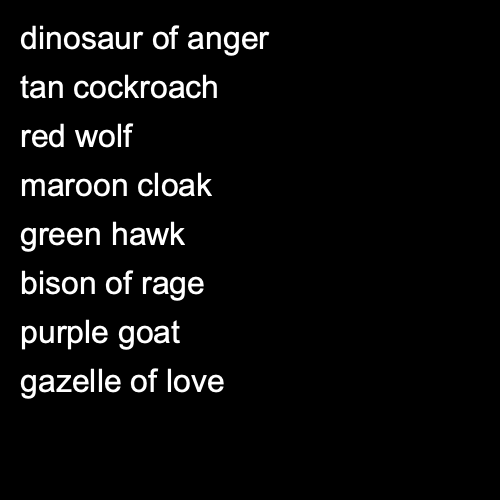 dinosaur of anger
tan cockroach
red wolf
maroon cloak
green hawk
bison of rage
purple goat
gazelle of love